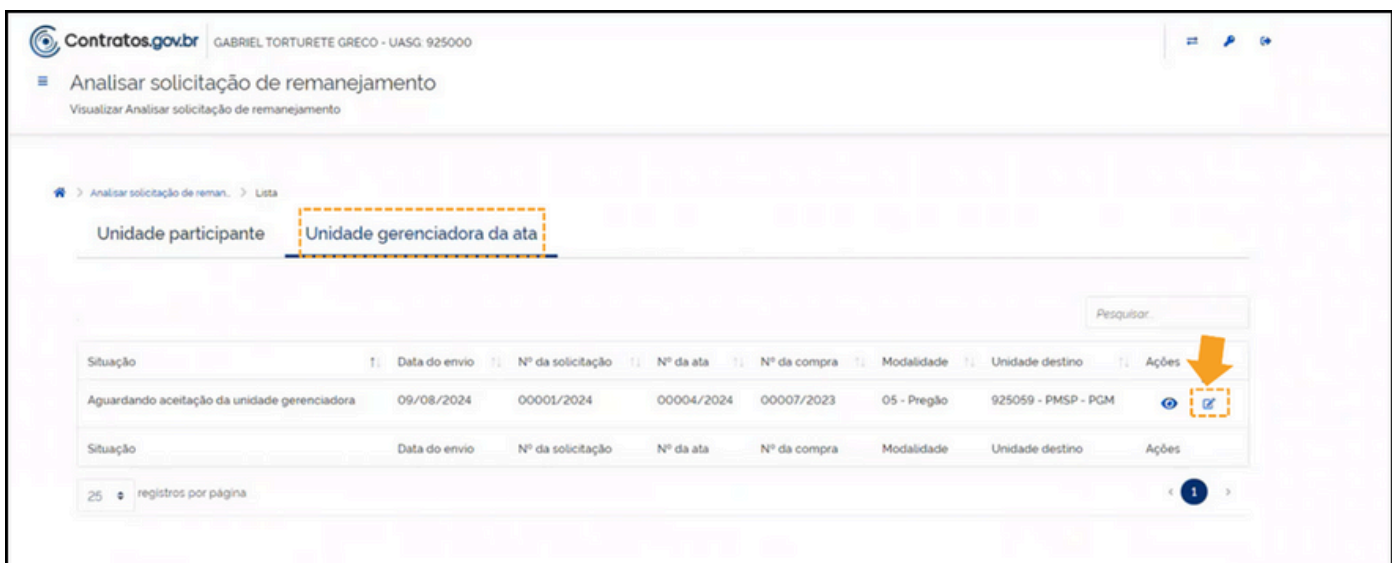 Contratos.gov.br GABRIEL TORTURETE GRECO - UASG: 925000
Analisar solicitação de remanejamento
Visualizar Analisar solicitação de remanejamento
> Analisar solicitação de reman... > Lista
Unidade participante Unidade gerenciadora da ata
Pesquisar...
Situação Data do envio Nº da solicitação Nº da ata Nº da compra Modalidade Unidade destino Ações
Aguardando aceitação da unidade gerenciadora 09/08/2024 00001/2024 00004/2024 00007/2023 05 - Pregão 925059 - PMSP - PGM
Situação Data do envio Nº da solicitação Nº da ata Nº da compra Modalidade Unidade destino Ações
25 registros por página < 1 >